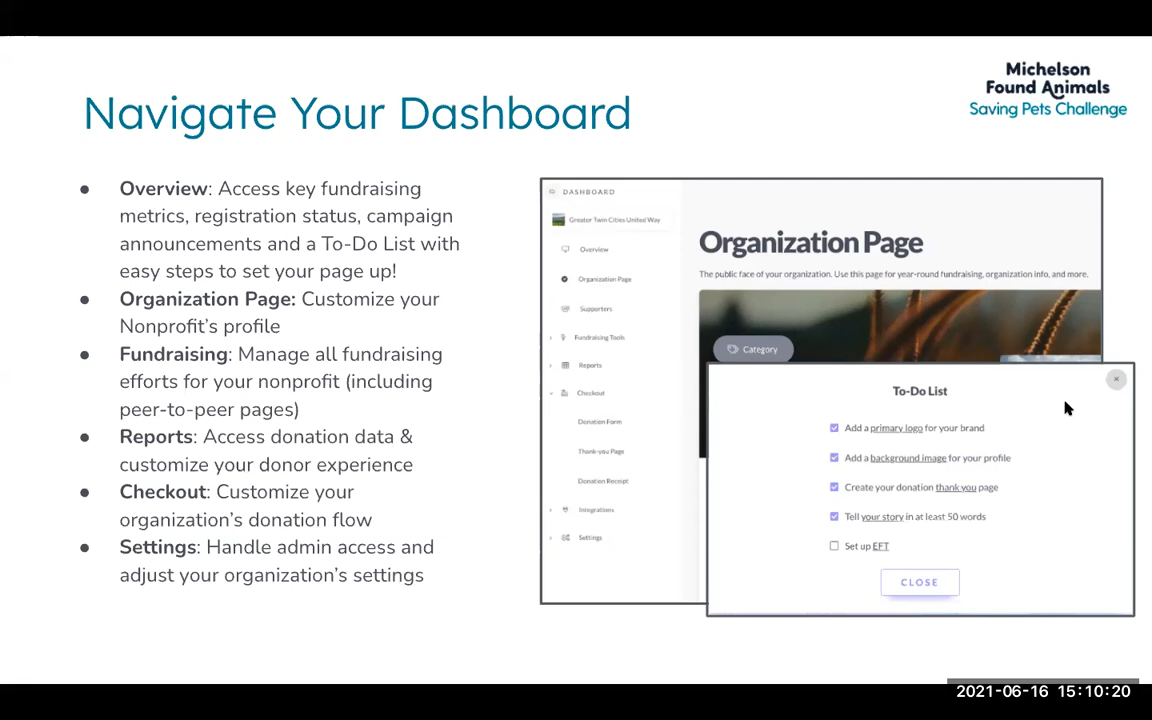 Michelson
Found Animals
Saving Pets Challenge
Navigate Your Dashboard
● Overview: Access key fundraising
metrics, registration status, campaign
announcements and a To-Do List with
easy steps to set your page up!
● Organization Page: Customize your
Nonprofit's profile
● Fundraising: Manage all fundraising
efforts for your nonprofit (including
peer-to-peer pages)
● Reports: Access donation data &
customize your donor experience
● Checkout: Customize your
organization's donation flow
● Settings: Handle admin access and
adjust your organization's settings
DASHBOARD
Greater Twin Cities United Way
Overview
Organization Page
Supporters
Fundraising Tools
Reports
Checkout
Donation Form
Thank-you Page
Donation Receipt
Integrations
Settings
Organization Page
The public face of your organization. Use this page for year-round fundraising, organization info, and more.
Category
To-Do List
Add a primary logo for your brand
Add a background image for your profile
Create your donation thank you page
Tell your story in at least 50 words
Set up EFT
CLOSE
2021-06-16 15:10:20